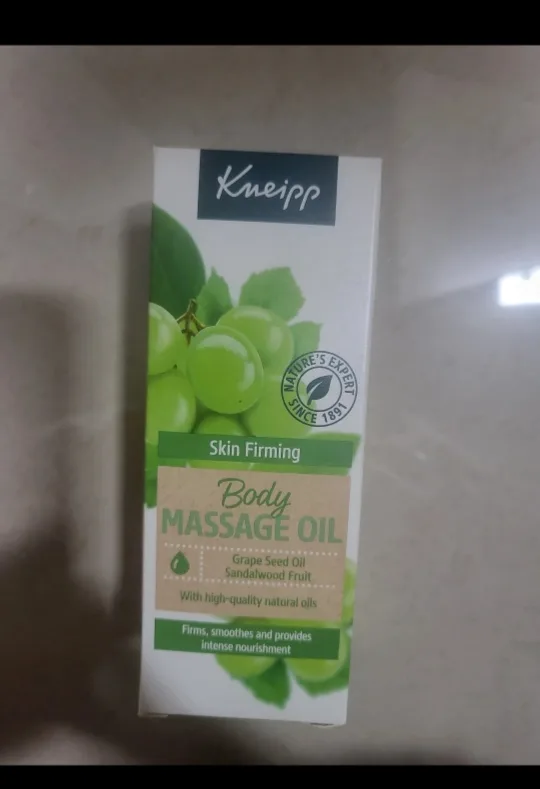 Kneipp
NATURE'S EXPERT
SINCE 1891
Skin Firming
Body
MASSAGE OIL
Grape Seed Oil
Sandalwood Fruit
With high-quality natural oils
Firms, smoothes and provides
intense nourishment